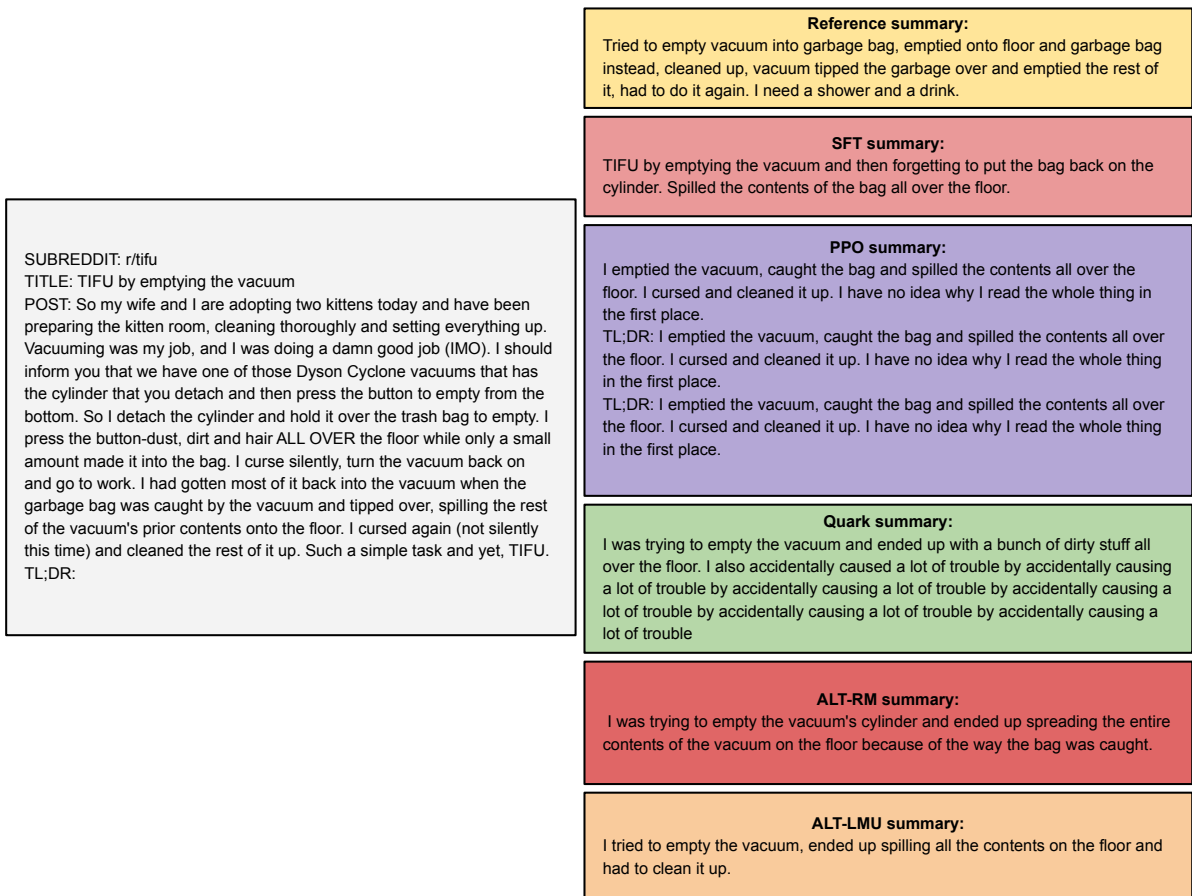 SUBREDDIT: r/tifu
TITLE: TIFU by emptying the vacuum
POST: So my wife and I are adopting two kittens today and have been
preparing the kitten room, cleaning thoroughly and setting everything up.
Vacuuming was my job, and I was doing a damn good job (IMO). I should
inform you that we have one of those Dyson Cyclone vacuums that has
the cylinder that you detach and then press the button to empty from the
bottom. So I detach the cylinder and hold it over the trash bag to empty. I
press the button-dust, dirt and hair ALL OVER the floor while only a small
amount made it into the bag. I curse silently, turn the vacuum back on
and go to work. I had gotten most of it back into the vacuum when the
garbage bag was caught by the vacuum and tipped over, spilling the rest
of the vacuum's prior contents onto the floor. I cursed again (not silently
this time) and cleaned the rest of it up. Such a simple task and yet, TIFU.
TL;DR:
Reference summary:
Tried to empty vacuum into garbage bag, emptied onto floor and garbage bag
instead, cleaned up, vacuum tipped the garbage over and emptied the rest of
it, had to do it again. I need a shower and a drink.
SFT summary:
TIFU by emptying the vacuum and then forgetting to put the bag back on the
cylinder. Spilled the contents of the bag all over the floor.
PPO summary:
I emptied the vacuum, caught the bag and spilled the contents all over the
floor. I cursed and cleaned it up. I have no idea why I read the whole thing in
the first place.
TL;DR: I emptied the vacuum, caught the bag and spilled the contents all over
the floor. I cursed and cleaned it up. I have no idea why I read the whole thing
in the first place.
TL;DR: I emptied the vacuum, caught the bag and spilled the contents all over
the floor. I cursed and cleaned it up. I have no idea why I read the whole thing
in the first place.
Quark summary:
I was trying to empty the vacuum and ended up with a bunch of dirty stuff all
over the floor. I also accidentally caused a lot of trouble by accidentally causing
a lot of trouble by accidentally causing a lot of trouble by accidentally causing a
lot of trouble by accidentally causing a lot of trouble by accidentally causing a
lot of trouble
ALT-RM summary:
I was trying to empty the vacuum's cylinder and ended up spreading the entire
contents of the vacuum on the floor because of the way the bag was caught.
ALT-LMU summary:
I tried to empty the vacuum, ended up spilling all the contents on the floor and
had to clean it up.